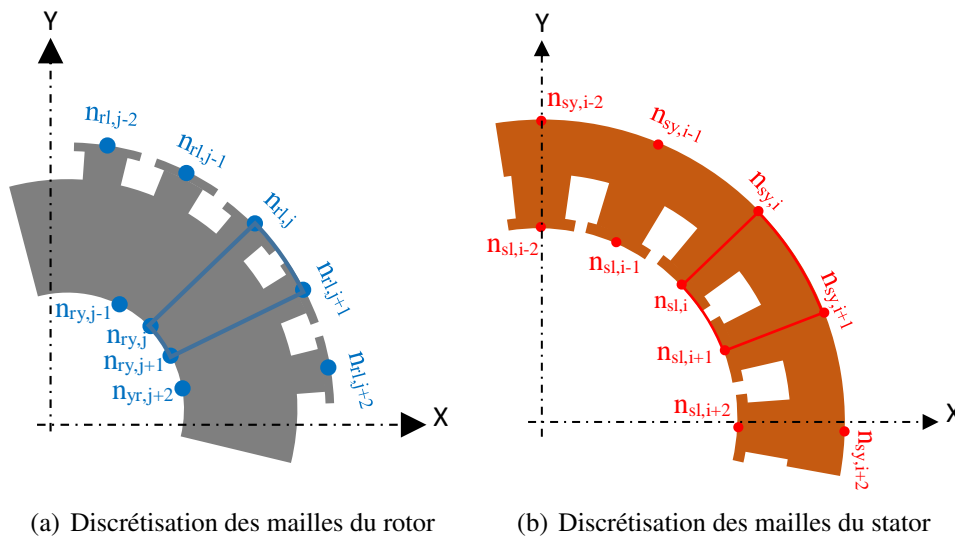 Y
n_rl,j-2
n_rl,j-1
n_rl,j
n_rl,j+1
n_rl,j+2
n_ry,j-1
n_ry,j
n_ry,j+1
n_yr,j+2
X
(a) Discrétisation des mailles du rotor
Y
n_sy,i-2
n_sy,i-1
n_sy,i
n_sy,i+1
n_sy,i+2
n_sl,i-2
n_sl,i-1
n_sl,i
n_sl,i+1
n_sl,i+2
X
(b) Discrétisation des mailles du stator